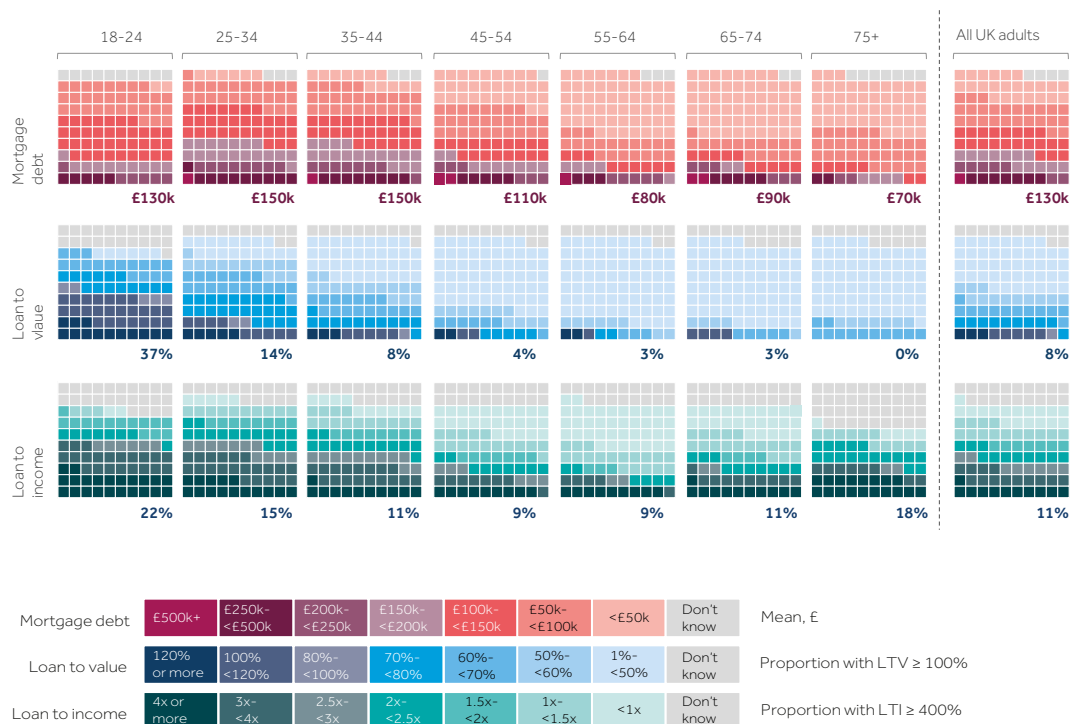 18-24 25-34 35-44 45-54 55-64 65-74 75+ All UK adults
Mortgage
debt
£130k £150k £150k £110k £80k £90k £70k £130k
Loan to
vlaue
37% 14% 8% 4% 3% 3% 0% 8%
Loan to
income
22% 15% 11% 9% 9% 11% 18% 11%
Mortgage debt
£500k+
£250k-
<£500k
£200k-
<£250k
£150k-
<£200k
£100k-
<£150k
£50k-
<£100k
<£50k
Don't
know
Mean, £
Loan to value
120%
or more
100%
<120%
80%-
<100%
70%-
<80%
60%-
<70%
50%-
<60%
1%-
<50%
Don't
know
Proportion with LTV ≥ 100%
Loan to income
4x or
more
3x-
<4x
2.5x-
<3x
2x-
<2.5x
1.5x-
<2x
1x-
<1.5x
<1x
Don't
know
Proportion with LTI ≥ 400%